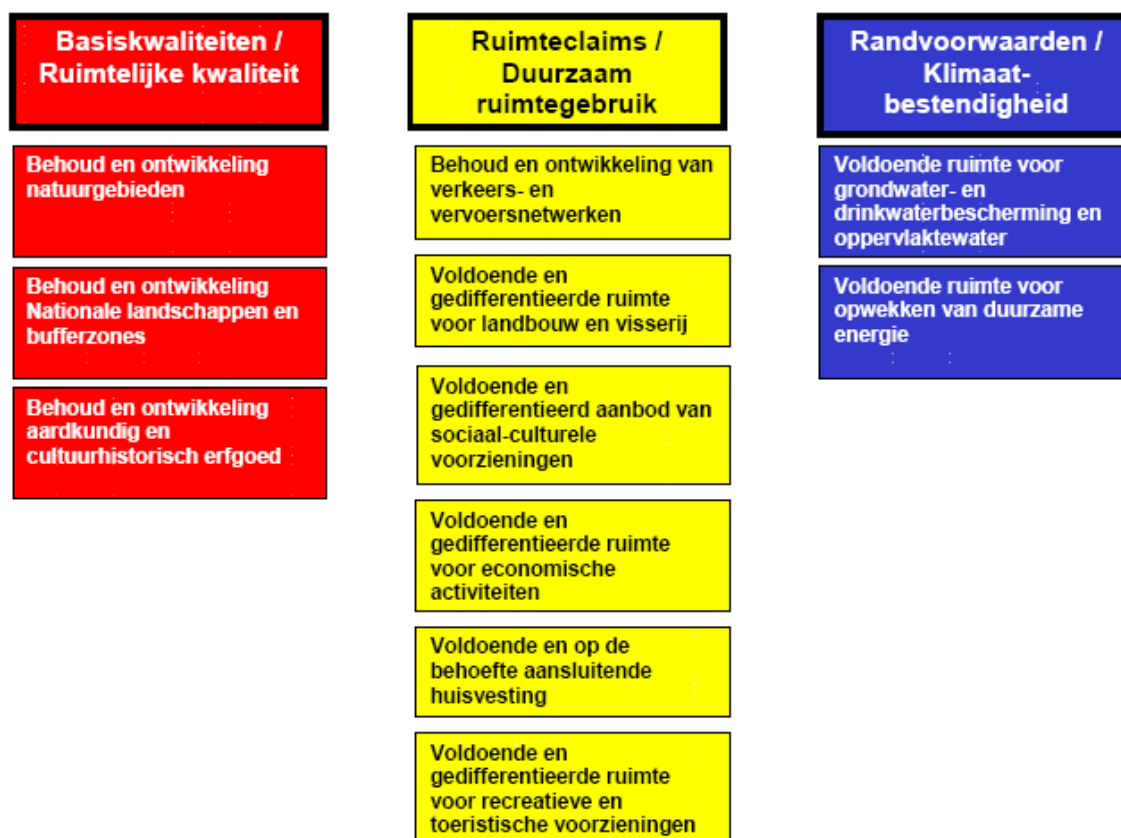 Basiskwaliteiten /
Ruimtelijke kwaliteit
Behoud en ontwikkeling
natuurgebieden
Behoud en ontwikkeling
Nationale landschappen en
bufferzones
Behoud en ontwikkeling
aardkundig en
cultuurhistorisch erfgoed
Ruimteclaims /
Duurzaam
ruimtegebruik
Behoud en ontwikkeling van
verkeers- en
vervoersnetwerken
Voldoende en
gedifferentieerde ruimte
voor landbouw en visserij
Voldoende en
gedifferentieerd aanbod van
sociaal-culturele
voorzieningen
Voldoende en
gedifferentieerde ruimte
voor economische
activiteiten
Voldoende en op de
behoefte aansluitende
huisvesting
Voldoende en
gedifferentieerde ruimte
voor recreatieve en
toeristische voorzieningen
Randvoorwaarden /
Klimaat-
bestendigheid
Voldoende ruimte voor
grondwater- en
drinkwaterbescherming en
oppervlaktewater
Voldoende ruimte voor
opwekken van duurzame
energie